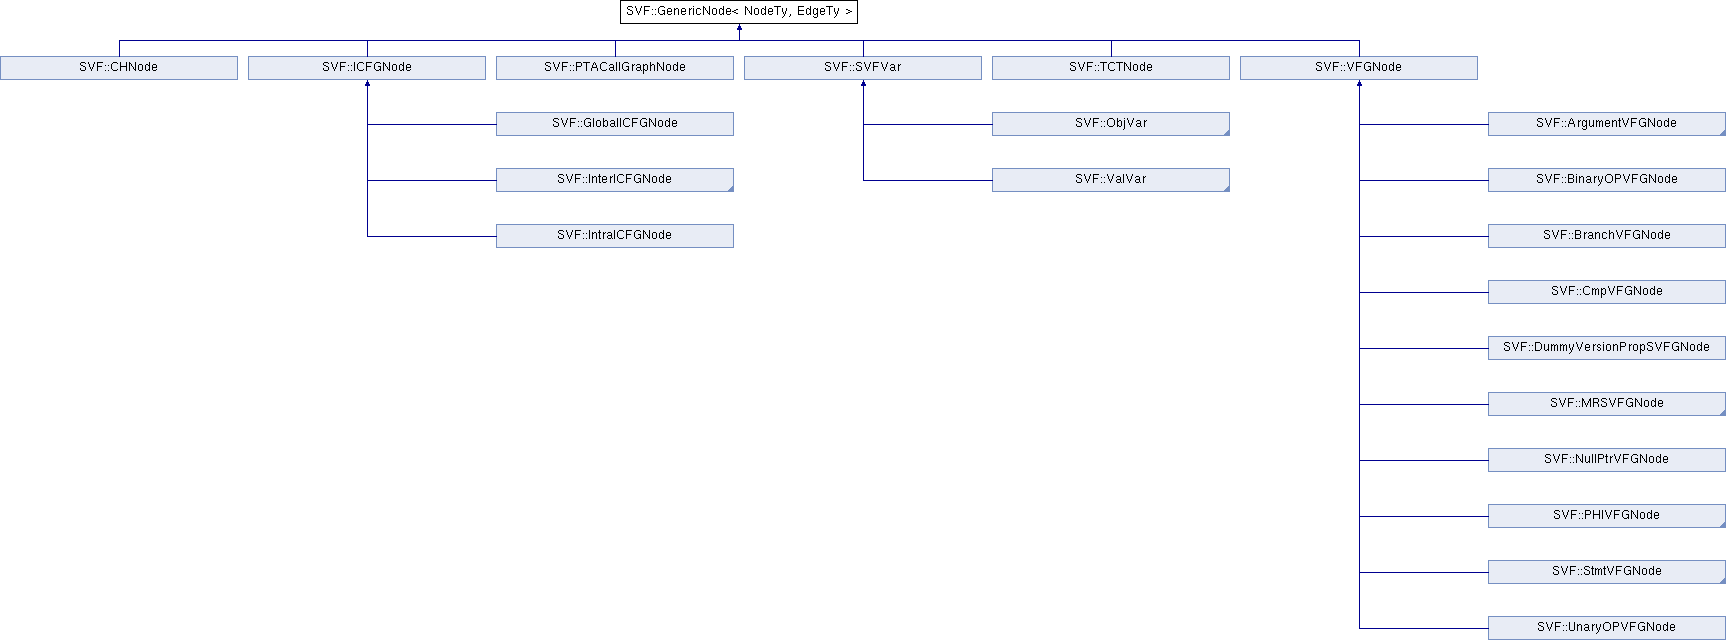 SVF::GenericNode< NodeTy, EdgeTy >
SVF::CHNode
SVF::ICFGNode
SVF::PTACallGraphNode
SVF::SVFVar
SVF::TCTNode
SVF::VFGNode
SVF::GlobalICFGNode
SVF::ObjVar
SVF::ArgumentVFGNode
SVF::InterICFGNode
SVF::ValVar
SVF::BinaryOPVFGNode
SVF::IntraICFGNode
SVF::BranchVFGNode
SVF::CmpVFGNode
SVF::DummyVersionPropSVFGNode
SVF::MRSVFGNode
SVF::NullPtrVFGNode
SVF::PHIVFGNode
SVF::StmtVFGNode
SVF::UnaryOPVFGNode